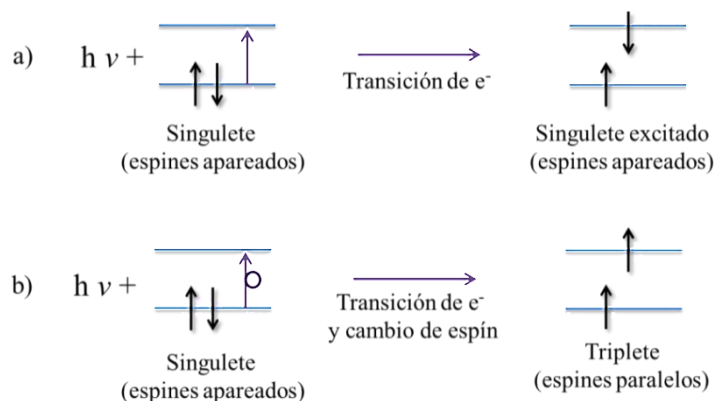 a) h ν +
Transición de e⁻
Singulete
(espines apareados)
Singulete excitado
(espines apareados)
b) h ν +
Transición de e⁻
y cambio de espín
Singulete
(espines apareados)
Triplete
(espines paralelos)